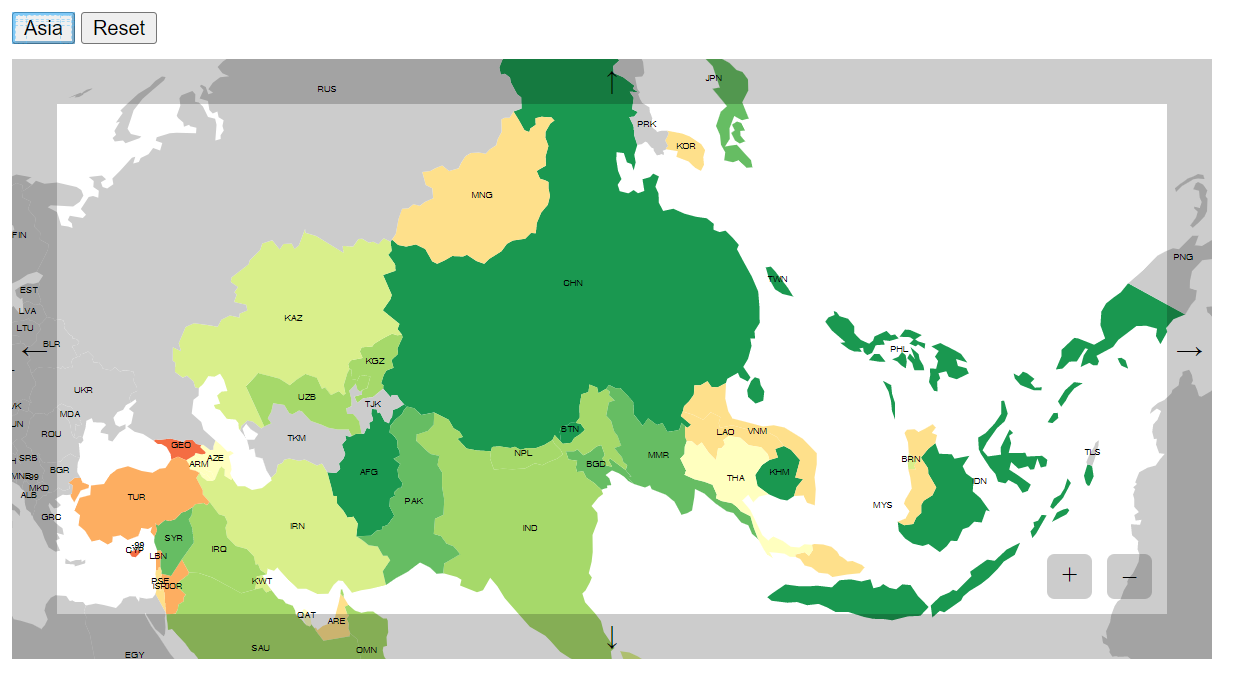 Asia Reset
↑
RUS
JPN
PRK
KOR
MNG
FIN
PNG
CHN
TWN
EST
LVA
KAZ
LTU
BLR
←
PHL
→
KGZ
UKR
UZB
TJK
MDA
BTN
ROU
LAO
VNM
TKM
GEO
NPL
MMR
TLS
SRB
AZE
BRN
ARM
BGD
BGR
AFG
KHM
THA
IDN
MKD
ALB
TUR
PAK
MYS
GRC
IRN
IND
SYR
-99
CYP
IRQ
LBN
+
–
PSE
KWT
JOR
QAT
ARE
↓
SAU
OMN
EGY